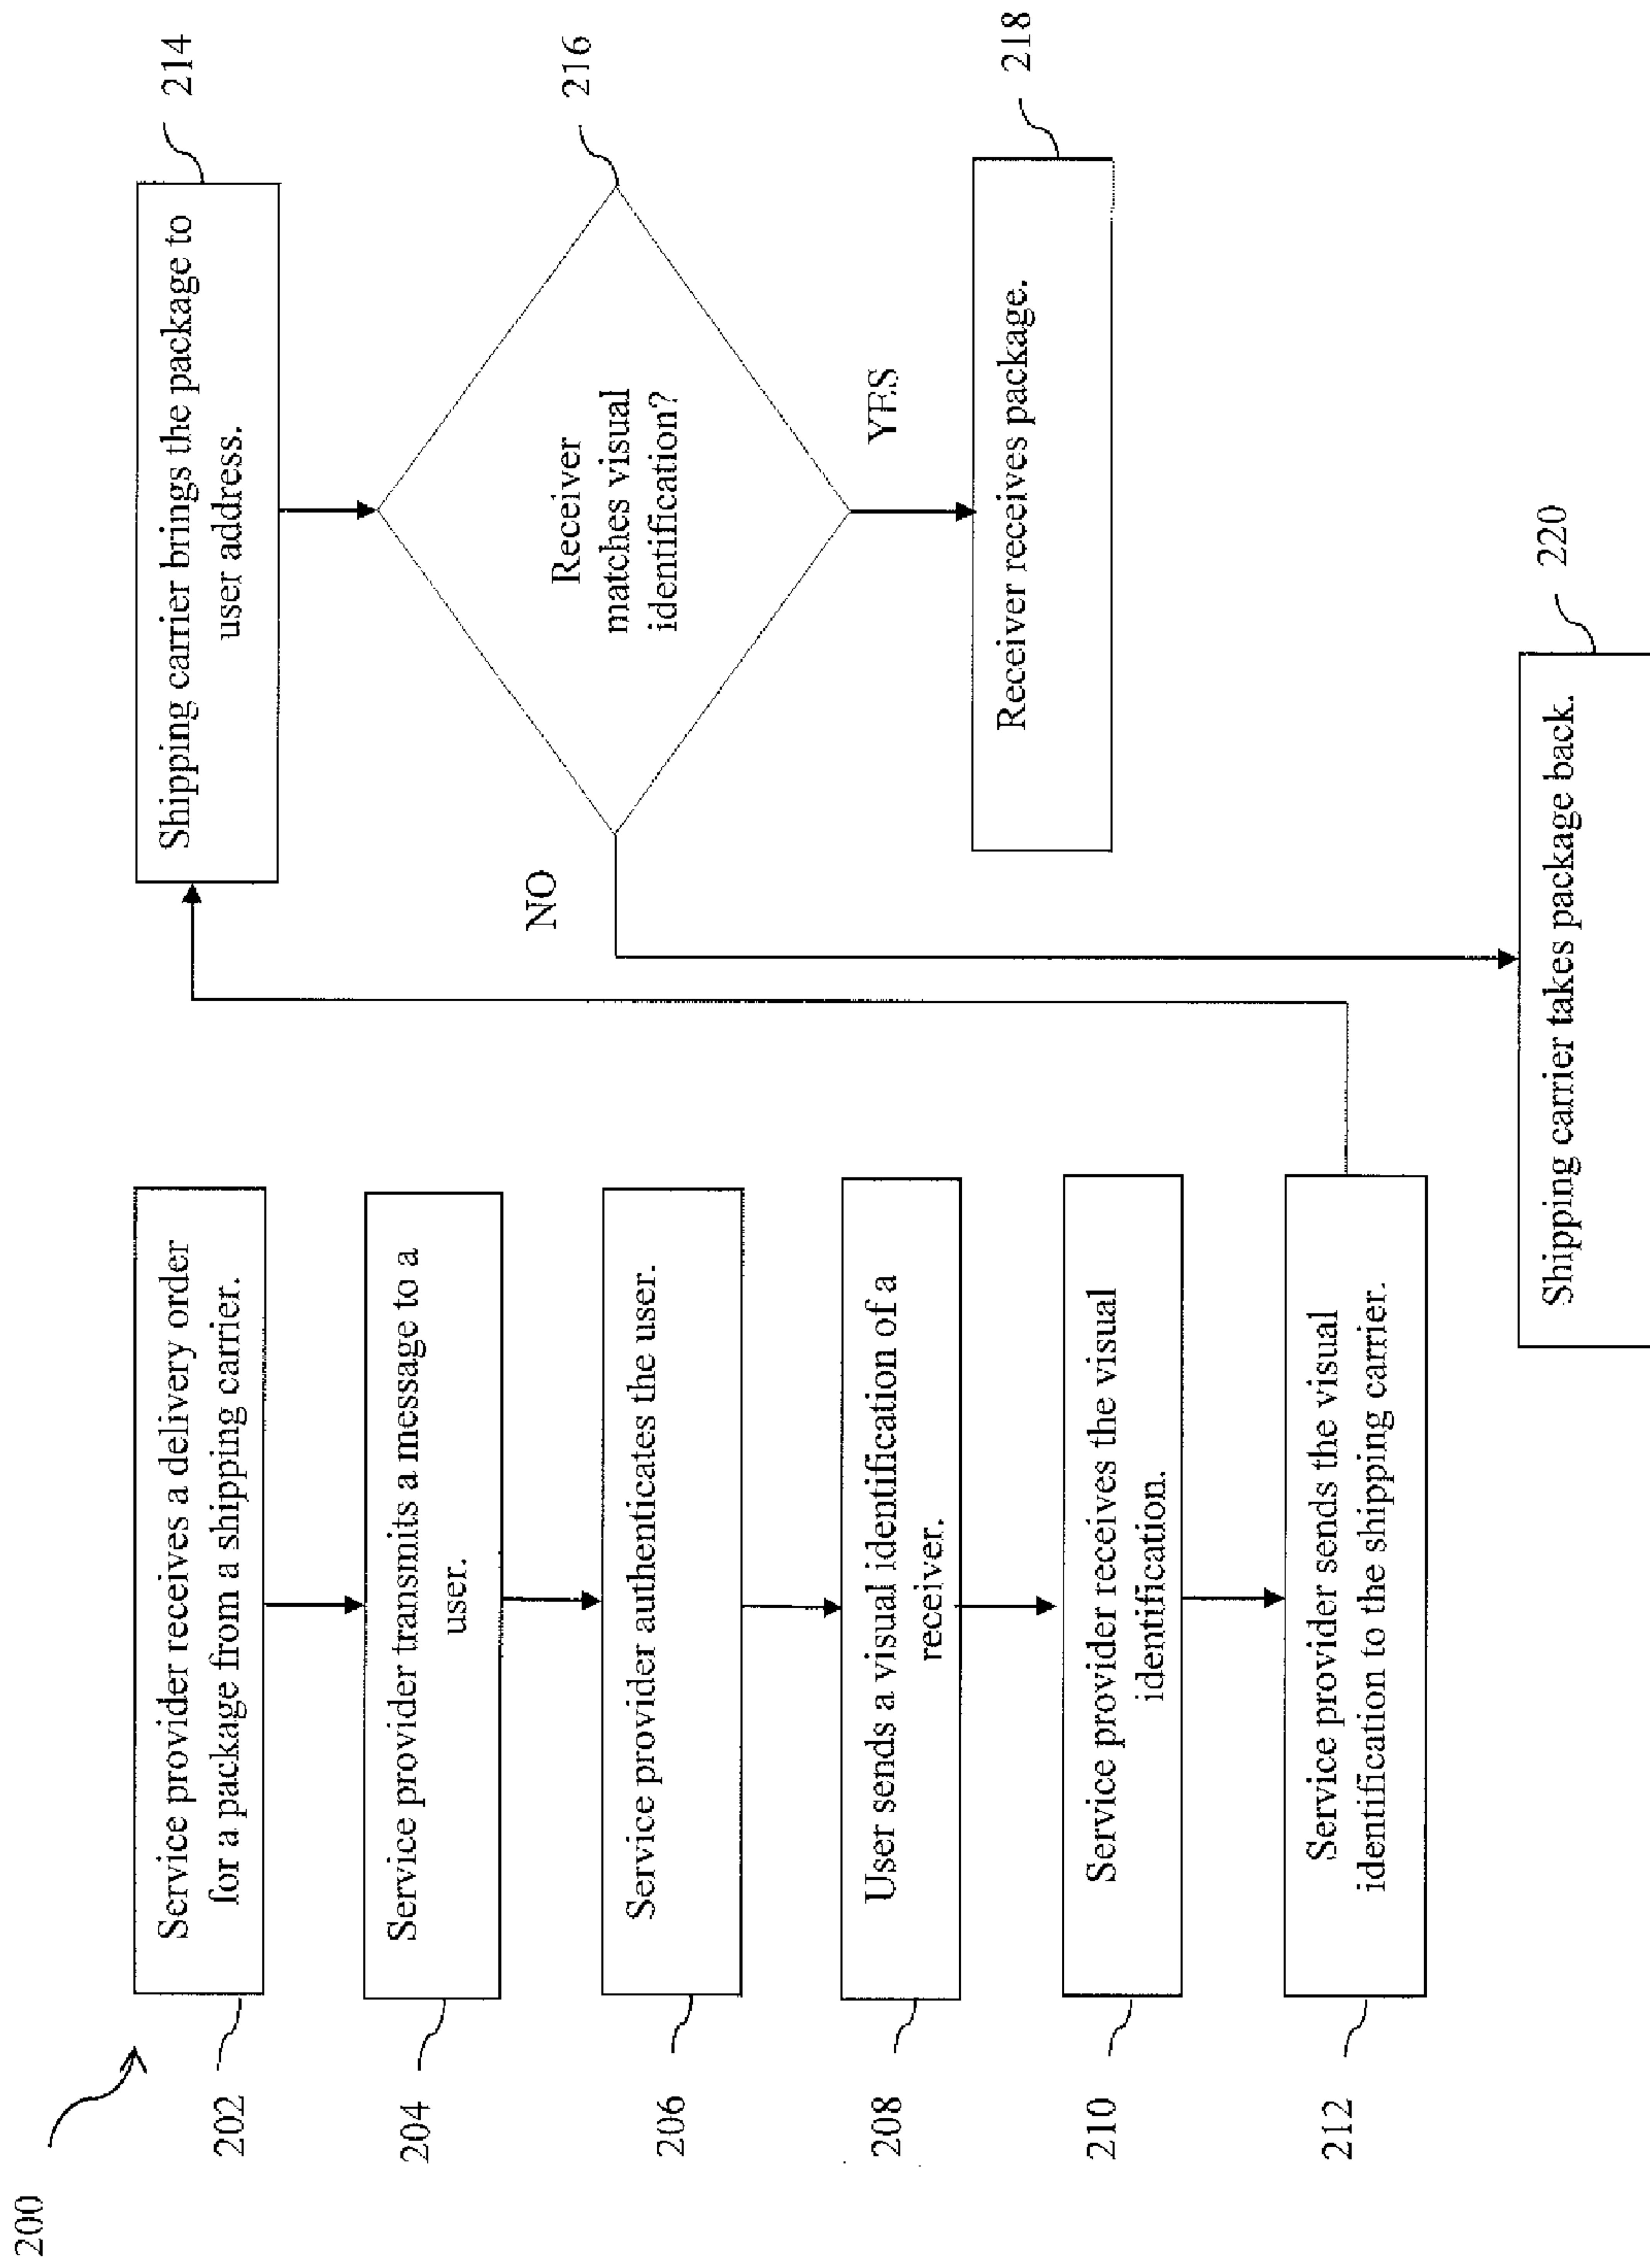 200
202
Service provider receives a delivery order
for a package from a shipping carrier.
204
Service provider transmits a message to a
user.
206
Service provider authenticates the user.
208
User sends a visual identification of a
receiver.
210
Service provider receives the visual
identification.
212
Service provider sends the visual
identification to the shipping carrier.
214
Shipping carrier brings the package to
user address.
216
Receiver
matches visual
identification?
NO
YES
218
Receiver receives package.
220
Shipping carrier takes package back.